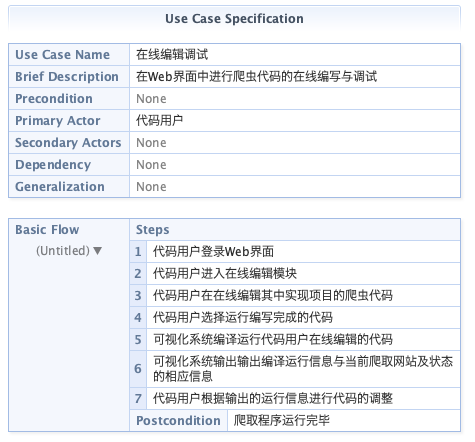 Use Case Specification
Use Case Name 在线编辑调试
Brief Description 在Web界面中进行爬虫代码的在线编写与调试
Precondition None
Primary Actor 代码用户
Secondary Actors None
Dependency None
Generalization None
Basic Flow Steps
(Untitled) ▼
1 代码用户登录Web界面
2 代码用户进入在线编辑模块
3 代码用户在在线编辑其中实现项目的爬虫代码
4 代码用户选择运行编写完成的代码
5 可视化系统编译运行代码用户在线编辑的代码
6 可视化系统输出输出编译运行信息与当前爬取网站及状态
的相应信息
7 代码用户根据输出的运行信息进行代码的调整
Postcondition 爬取程序运行完毕